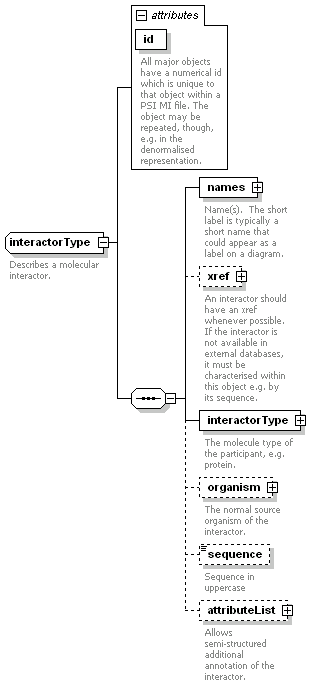 attributes
id
All major objects
have a numerical id
which is unique to
that object within a
PSI MI file. The
object may be
repeated, though,
e.g. in the
denormalised
representation.
interactorType
Describes a molecular
interactor.
names
Name(s).  The short
label is typically a
short name that
could appear as a
label on a diagram.
xref
An interactor should
have an xref
whenever possible.
If the interactor is
not available in
external databases,
it must be
characterised within
this object e.g. by
its sequence.
interactorType
The molecule type of
the participant, e.g.
protein.
organism
The normal source
organism of the
interactor.
sequence
Sequence in
uppercase
attributeList
Allows
semi-structured
additional
annotation of the
interactor.